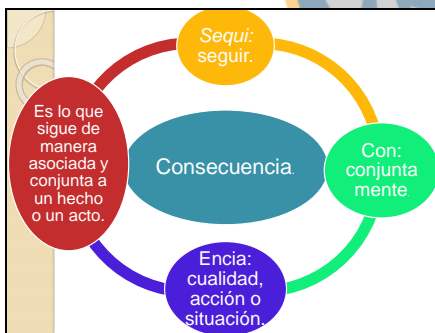 Sequi:
seguir.
Es lo que
sigue de
manera
asociada y
conjunta a
un hecho
o un acto.
Consecuencia.
Con:
conjunta
mente.
Encia:
cualidad,
acción o
situación.